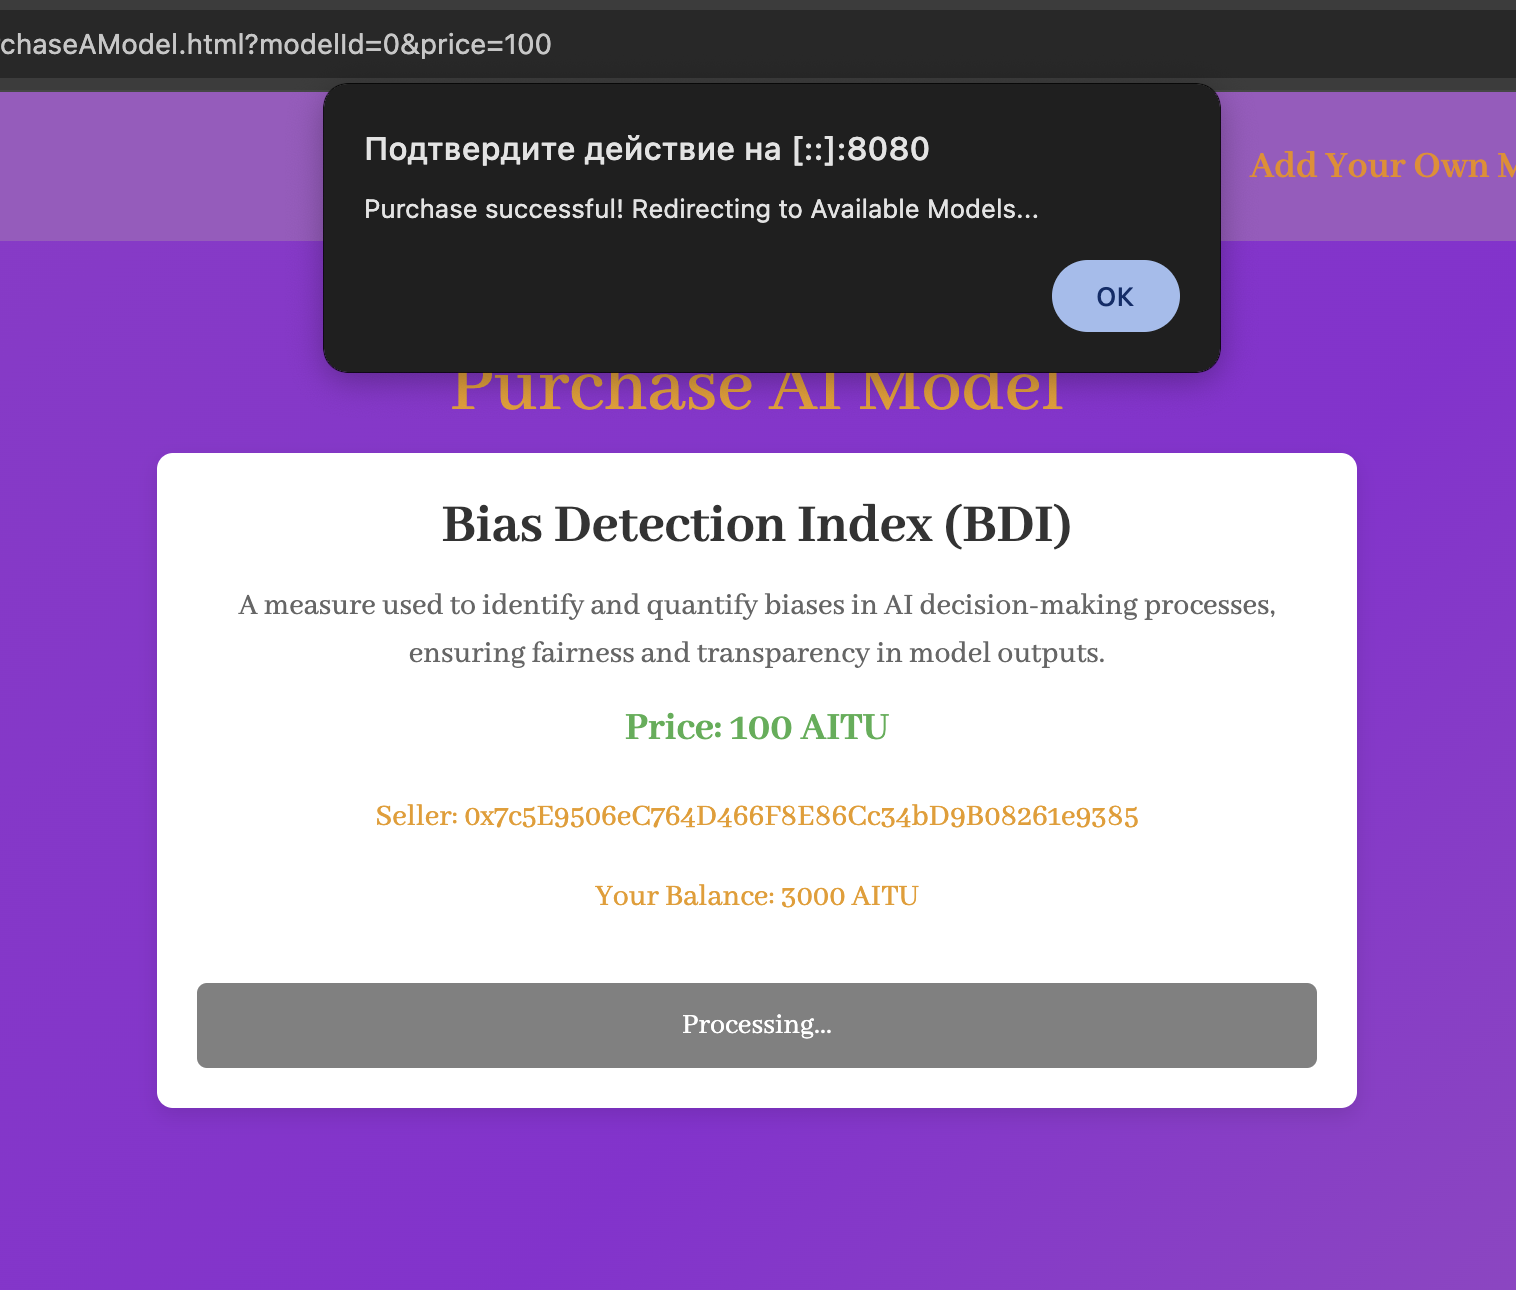 chaseAModel.html?modelId=0&price=100
Подтвердите действие на [::]:8080
Purchase successful! Redirecting to Available Models...
OK
Add Your Own
Purchase AI Model
Bias Detection Index (BDI)
A measure used to identify and quantify biases in AI decision-making processes,
ensuring fairness and transparency in model outputs.
Price: 100 AITU
Seller: 0x7c5E9506eC764D466F8E86Cc34bD9B08261e9385
Your Balance: 3000 AITU
Processing...